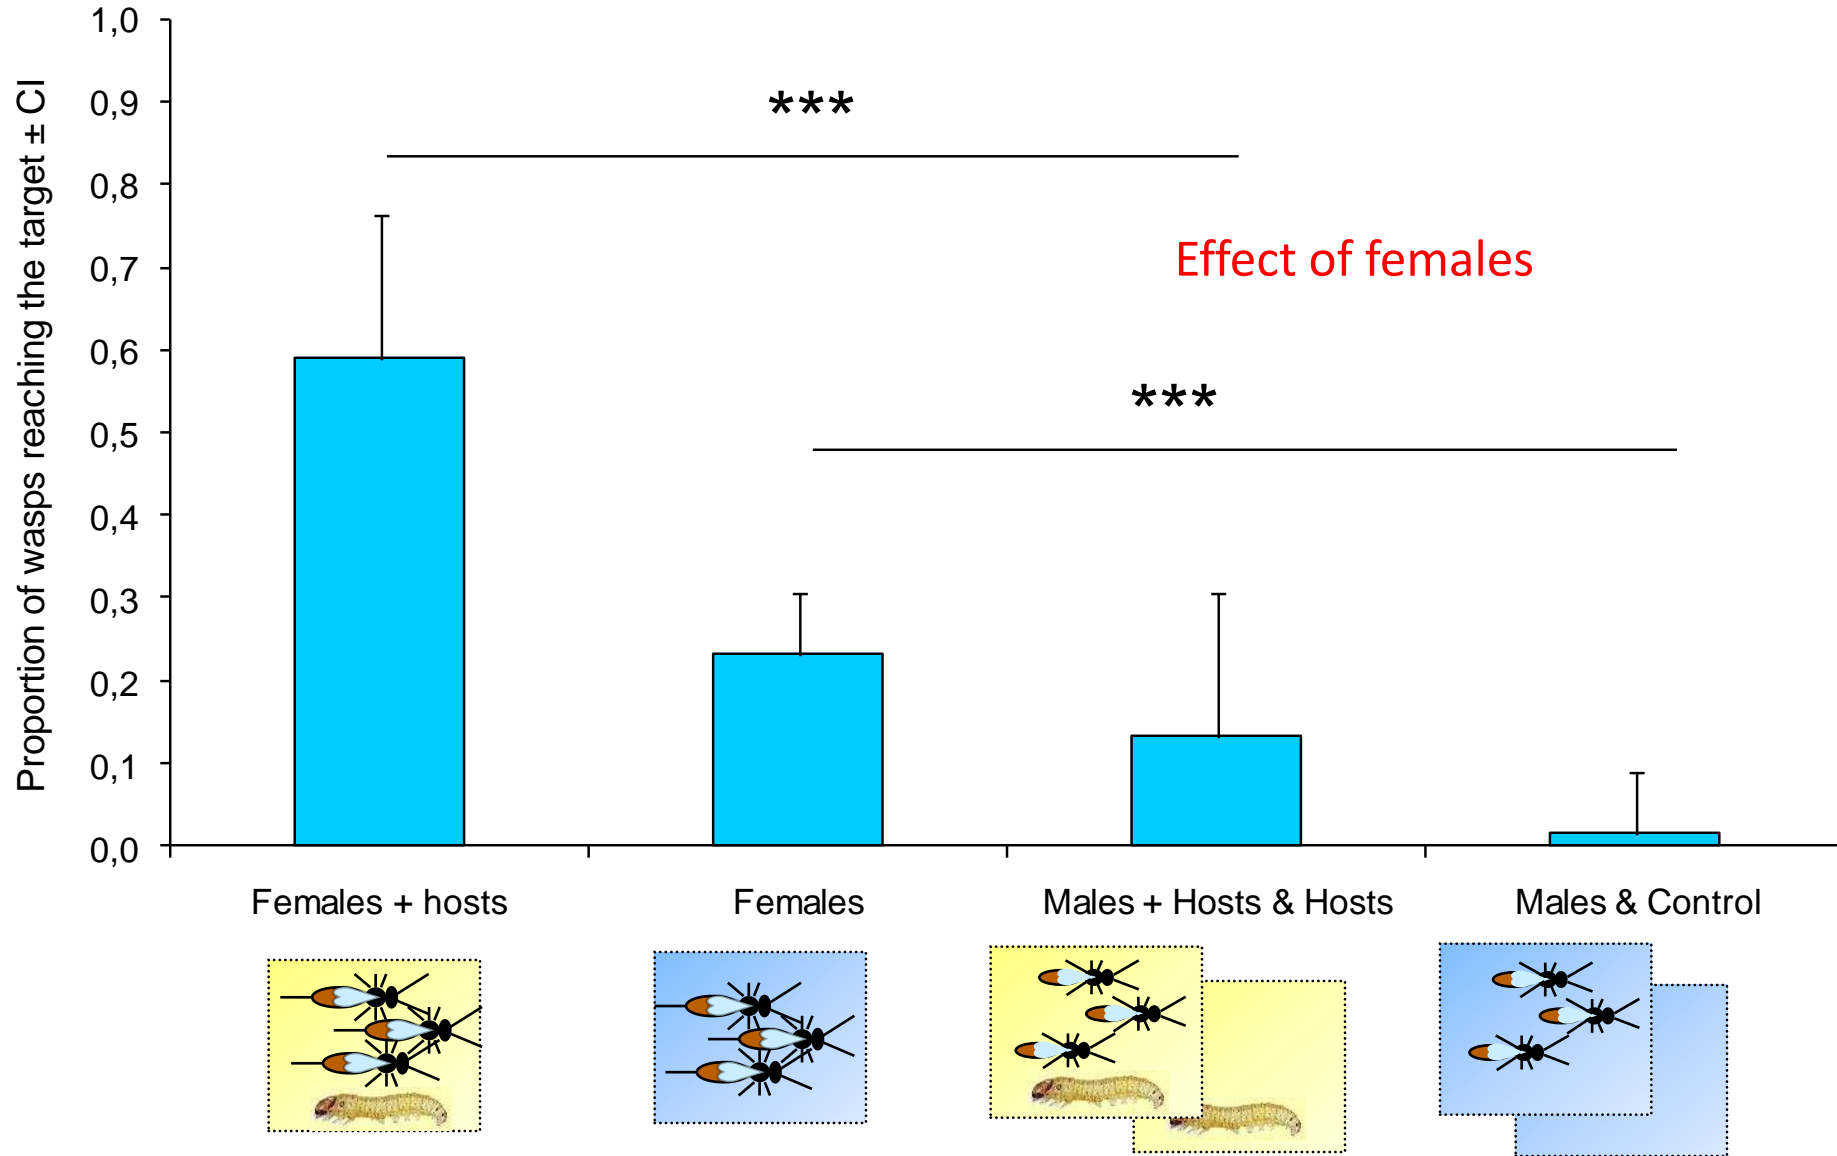 Proportion of wasps reaching the target ± CI
1,0
0,9
0,8
0,7
0,6
0,5
0,4
0,3
0,2
0,1
0,0
***
Effect of females
***
Females + hosts
Females
Males + Hosts & Hosts
Males & Control